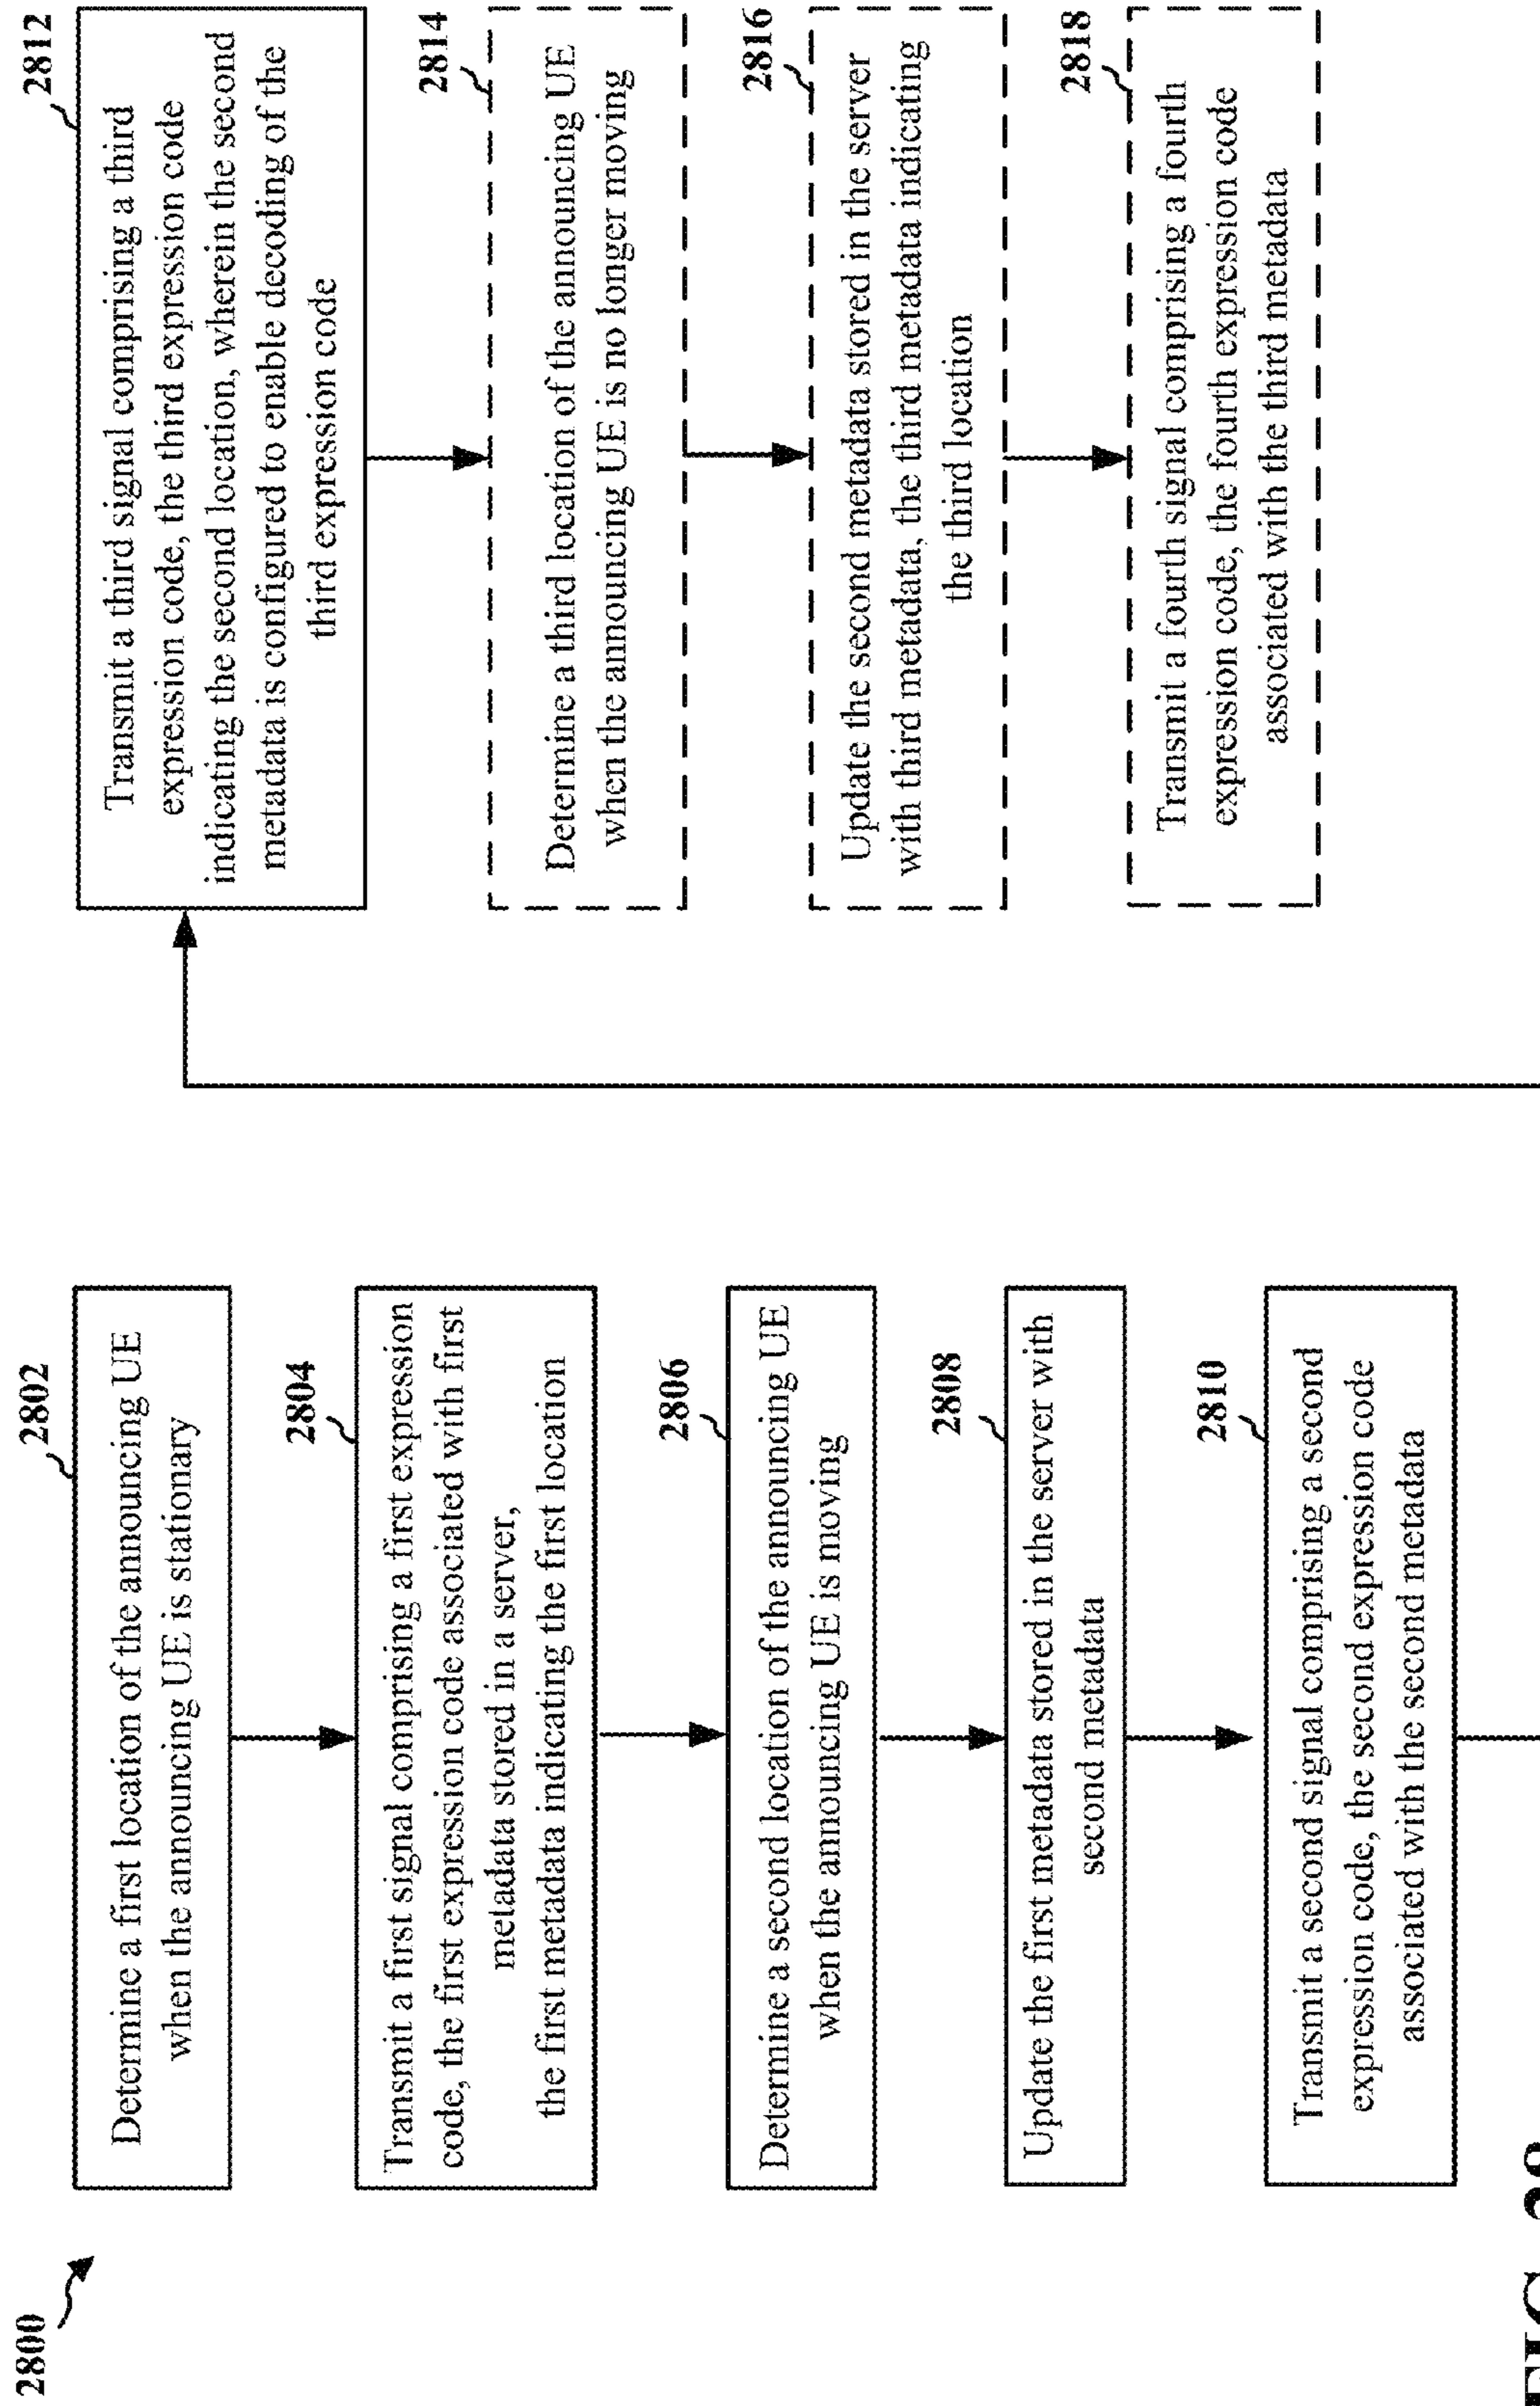 2800
2802
Determine a first location of the announcing UE
when the announcing UE is stationary
2804
Transmit a first signal comprising a first expression
code, the first expression code associated with first
metadata stored in a server,
the first metadata indicating the first location
2806
Determine a second location of the announcing UE
when the announcing UE is moving
2808
Update the first metadata stored in the server with
second metadata
2810
Transmit a second signal comprising a second
expression code, the second expression code
associated with the second metadata
2812
Transmit a third signal comprising a third
expression code, the third expression code
indicating the second location, wherein the second
metadata is configured to enable decoding of the
third expression code
2814
Determine a third location of the announcing UE
when the announcing UE is no longer moving
2816
Update the second metadata stored in the server
with third metadata, the third metadata indicating
the third location
2818
Transmit a fourth signal comprising a fourth
expression code, the fourth expression code
associated with the third metadata
FIG. 28